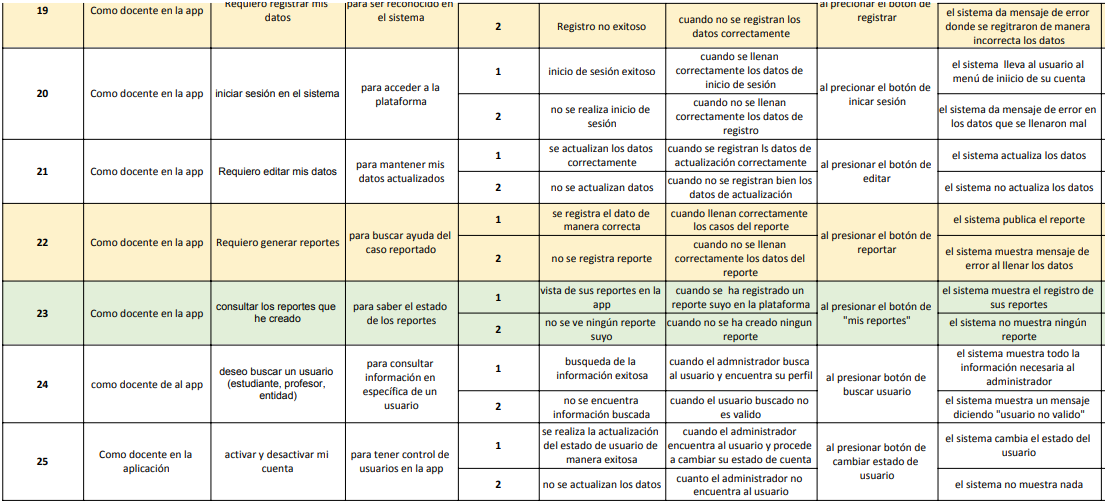 19
Como docente en la app
Requiero registrar mis
datos
para ser reconocido en
el sistema
2
Registro no exitoso
cuando no se registran los
datos correctamente
al precionar el botón de
registrar
el sistema da mensaje de error
donde se regitraron de manera
incorrecta los datos
20
Como docente en la app
iniciar sesión en el sistema
para acceder a la
plataforma
1
inicio de sesión exitoso
cuando se llenan
correctamente los datos de
inicio de sesión
al precionar el botón de
inicar sesión
el sistema lleva al usuario al
menú de iniicio de su cuenta
2
no se realiza inicio de
sesión
cuando no se llenan
correctamente los datos de
registro
el sistema da mensaje de error en
los datos que se llenaron mal
21
Como docente en la app
Requiero editar mis datos
para mantener mis
datos actualizados
1
se actualizan los datos
correctamente
cuando se registran ls datos de
actualización correctamente
al presionar el botón de
editar
el sistema actualiza los datos
2
no se actualizan datos
cuando no se registran bien los
datos de actualización
el sistema no actualiza los datos
22
Como docente en la app
Requiero generar reportes
para buscar ayuda del
caso reportado
1
se registra el dato de
manera correcta
cuando llenan correctamente
los casos del reporte
al presionar el botón de
reportar
el sistema publica el reporte
2
no se registra reporte
cuando no se llenan
correctamente los datos del
reporte
el sistema muestra mensaje de
error al llenar los datos
23
Como docente en la app
consultar los reportes que
he creado
para saber el estado
de los reportes
1
vista de sus reportes en la
app
cuando se ha registrado un
reporte suyo en la plataforma
al presionar el botón de
"mis reportes"
el sistema muestra el registro de
sus reportes
2
no se ve ningún reporte
suyo
cuando no se ha creado ningun
reporte
el sistema no muestra ningún
reporte
24
como docente de al app
deseo buscar un usuario
(estudiante, profesor,
entidad)
para consultar
información en
específica de un
usuario
1
busqueda de la
información exitosa
cuando el admnistrador busca
al usuario y encuentra su perfil
al presionar botón de
buscar usuario
el sistema muestra todo la
información necesaria al
administrador
2
no se encuentra
información buscada
cuando el usuario buscado no
es valido
el sistema muestra un mensaje
diciendo "usuario no valido"
25
Como docente en la
aplicación
activar y desactivar mi
cuenta
para tener control de
usuarios en la app
1
se realiza la actualización
del estado de usuario de
manera exitosa
cuando el administrador
encuentra al usuario y procede
a cambiar su estado de cuenta
al presionar botón de
cambiar estado de
usuario
el sistema cambia el estado del
usuario
2
no se actualizan los datos
cuanto el administrador no
encuentra al usuario
el sistema no muestra nada